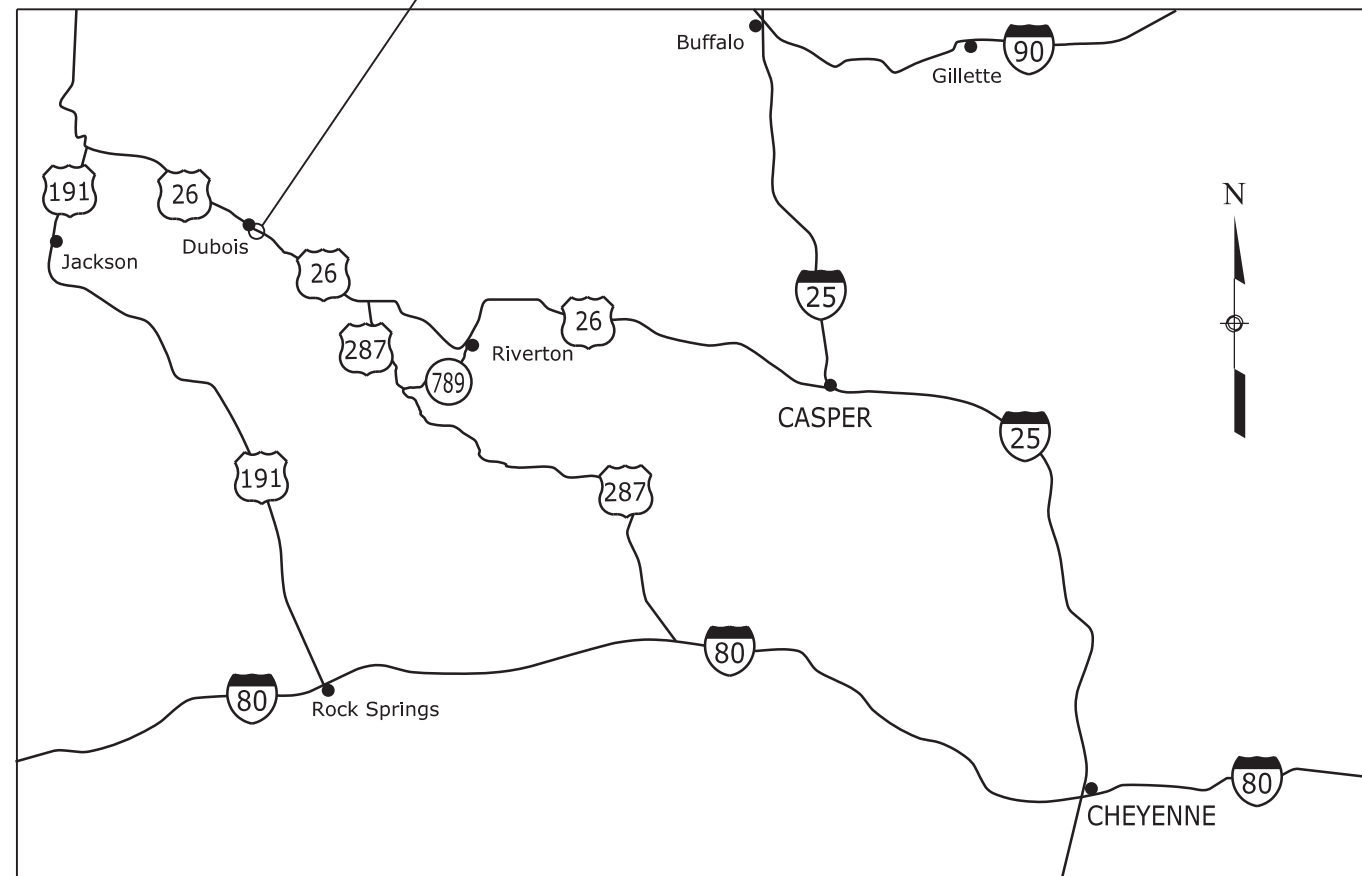 Buffalo
90
Gillette
191
26
N
Dubois
Jackson
26
25
26
287
Riverton
789
CASPER
25
191
287
80
80
Rock Springs
80
CHEYENNE